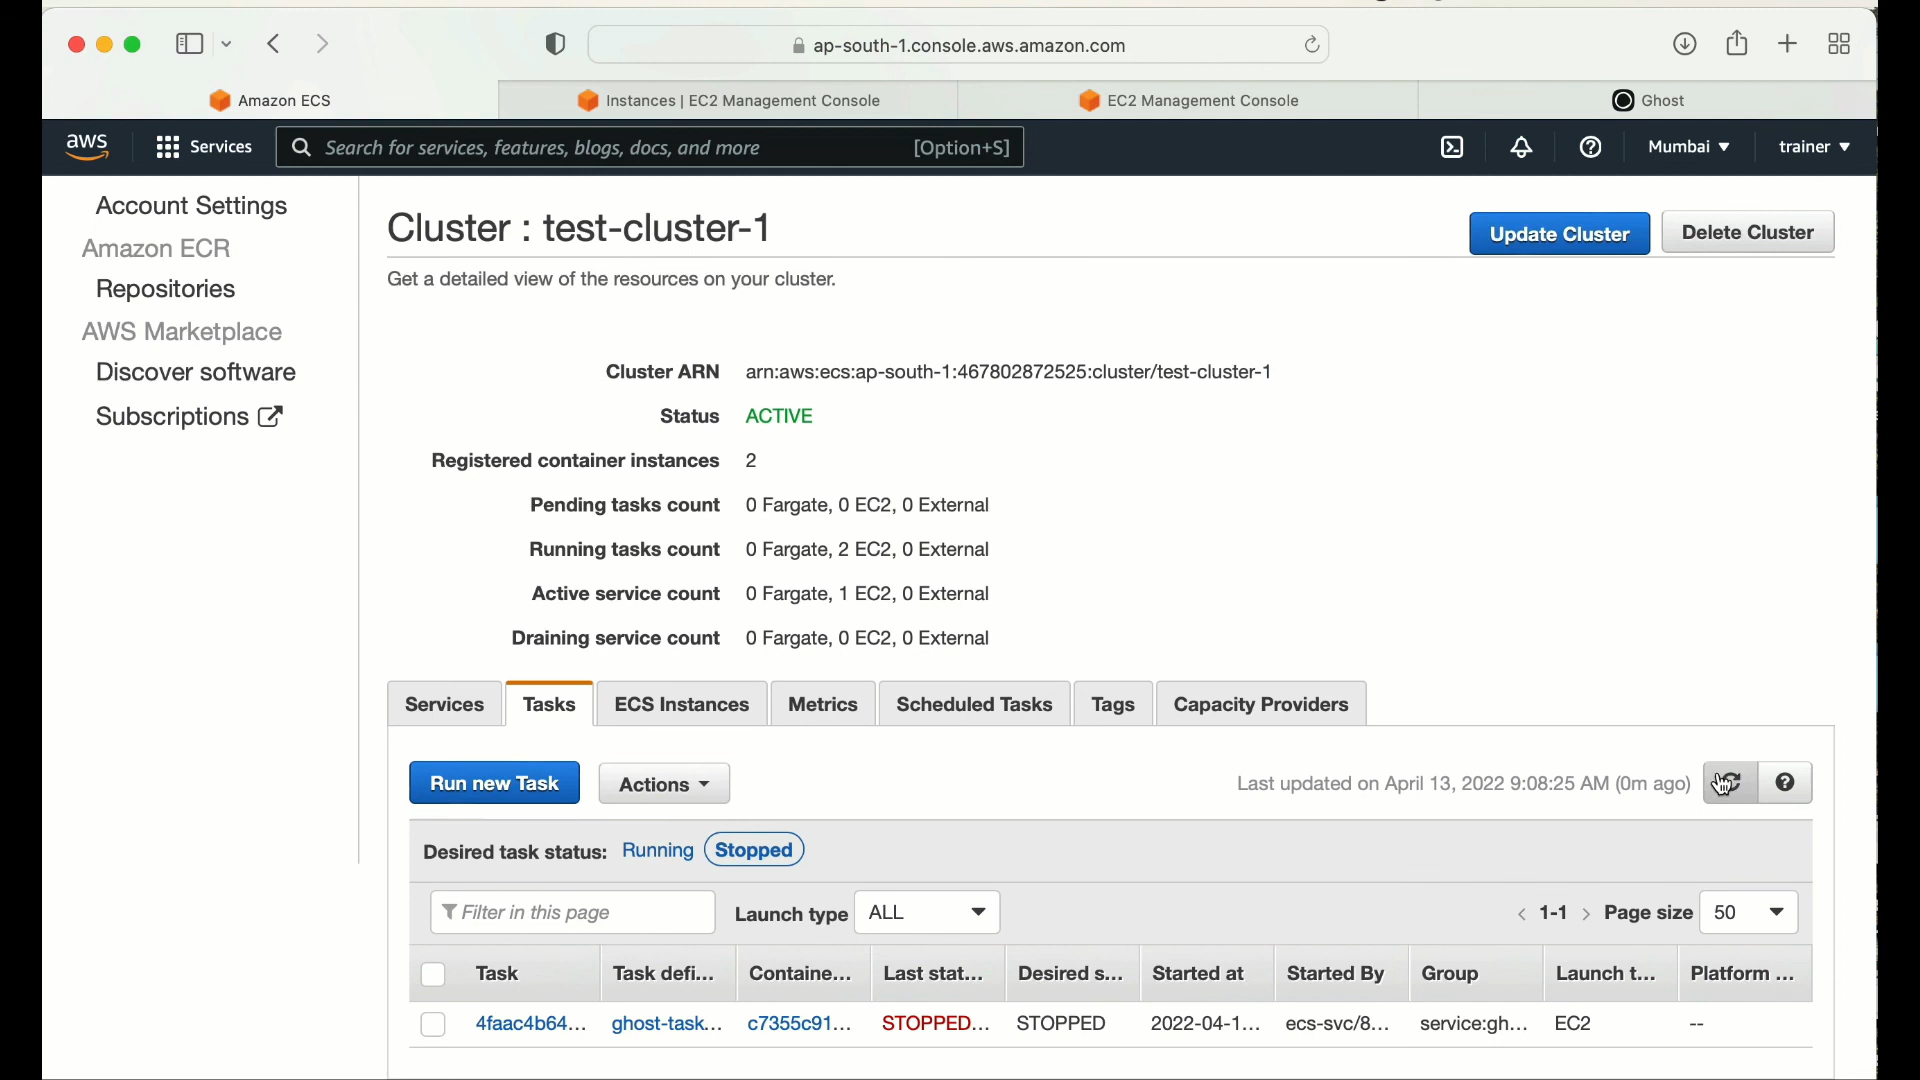 ap-south-1.console.aws.amazon.com
Amazon ECS
Instances | EC2 Management Console
EC2 Management Console
Ghost
aws
Services
Search for services, features, blogs, docs, and more
[Option+S]
Mumbai
trainer
Account Settings
Amazon ECR
Repositories
AWS Marketplace
Discover software
Subscriptions
Cluster : test-cluster-1
Update Cluster
Delete Cluster
Get a detailed view of the resources on your cluster.
Cluster ARN arn:aws:ecs:ap-south-1:467802872525:cluster/test-cluster-1
Status ACTIVE
Registered container instances 2
Pending tasks count 0 Fargate, 0 EC2, 0 External
Running tasks count 0 Fargate, 2 EC2, 0 External
Active service count 0 Fargate, 1 EC2, 0 External
Draining service count 0 Fargate, 0 EC2, 0 External
Services Tasks ECS Instances Metrics Scheduled Tasks Tags Capacity Providers
Run new Task Actions Last updated on April 13, 2022 9:08:25 AM (0m ago)
Desired task status: Running Stopped
Filter in this page Launch type ALL < 1-1 > Page size 50
Task Task defi... Containe... Last stat... Desired s... Started at Started By Group Launch t... Platform ...
4faac4b64... ghost-task... c7355c91... STOPPED... STOPPED 2022-04-1... ecs-svc/8... service:gh... EC2 --